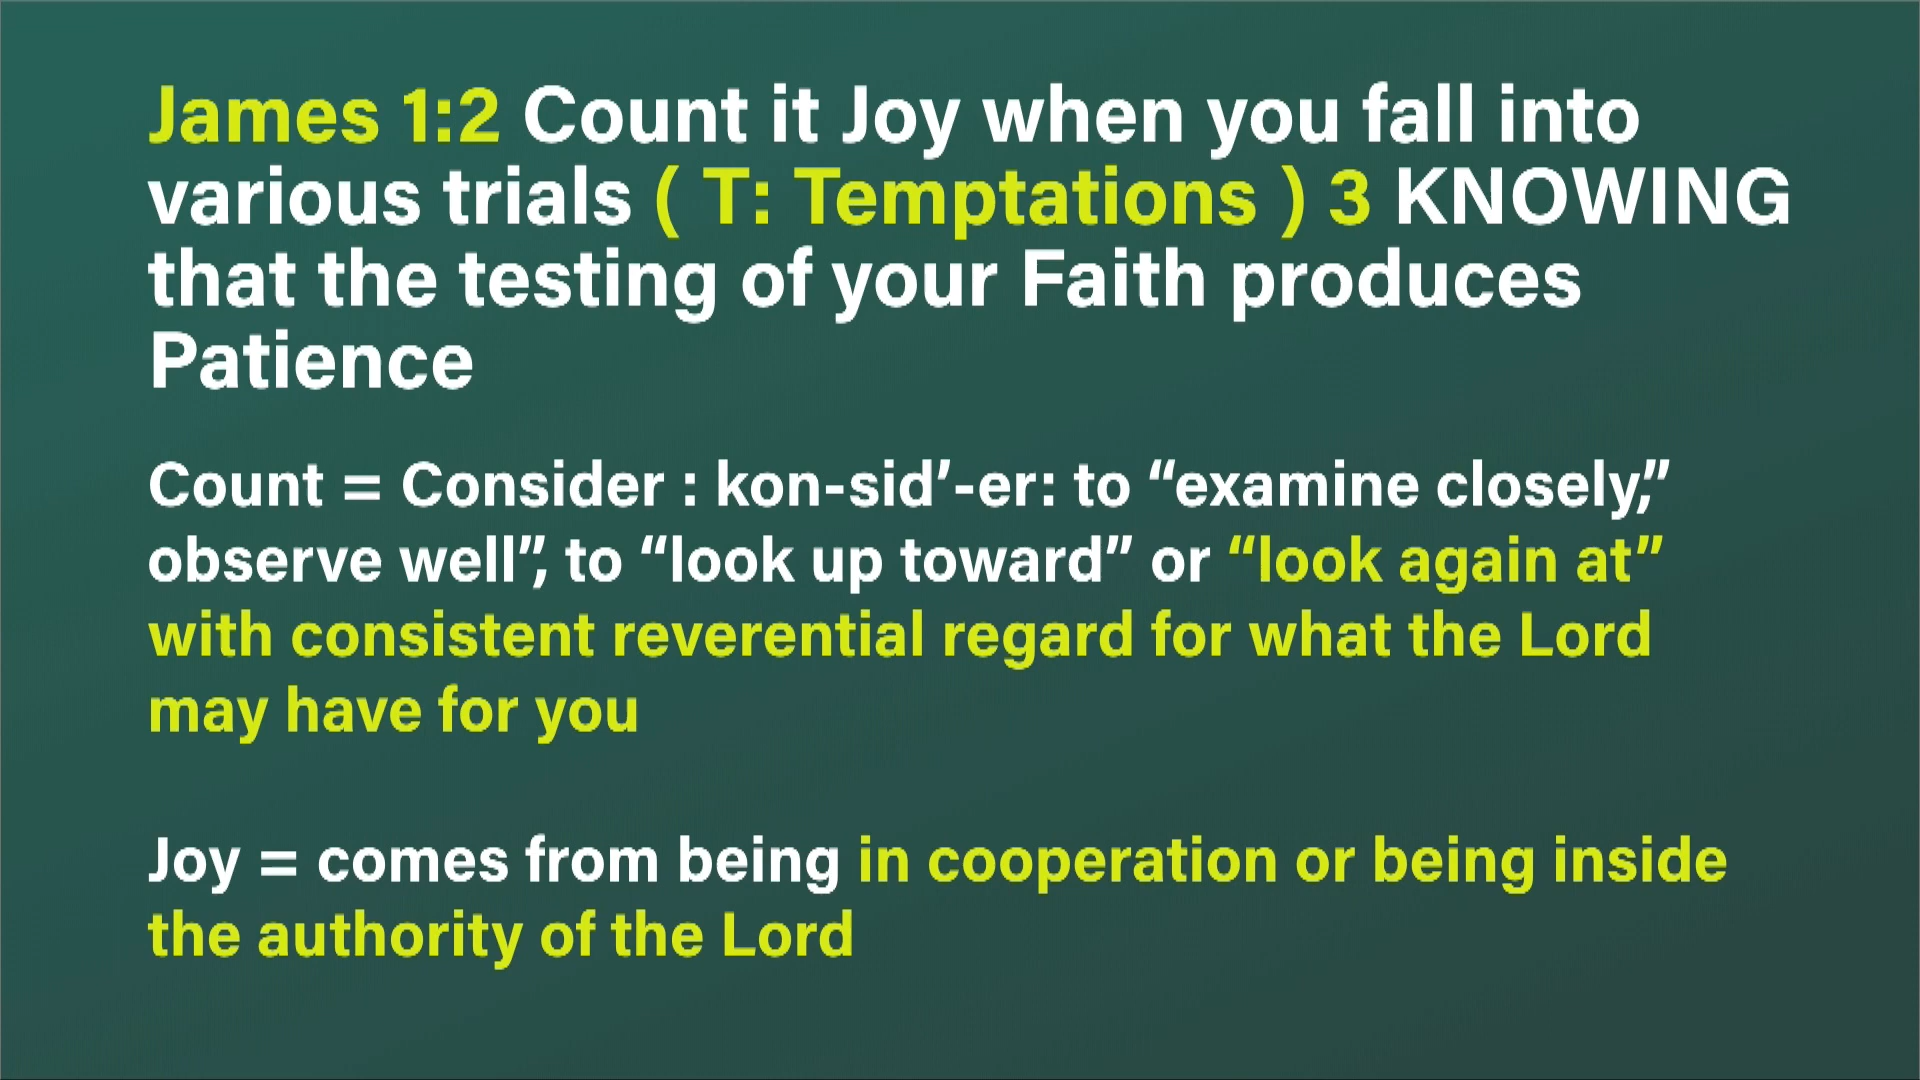 James 1:2 Count it Joy when you fall into
various trials ( T: Temptations ) 3 KNOWING
that the testing of your Faith produces
Patience
Count = Consider : kon-sid’-er: to “examine closely,”
observe well”, to “look up toward” or “look again at”
with consistent reverential regard for what the Lord
may have for you
Joy = comes from being in cooperation or being inside
the authority of the Lord